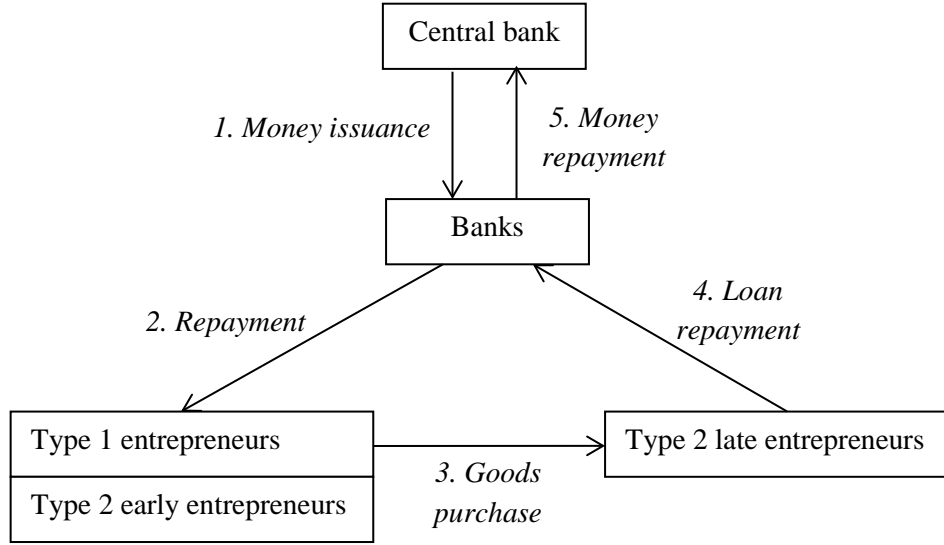 Central bank
1. Money issuance
5. Money
repayment
Banks
2. Repayment
4. Loan
repayment
Type 1 entrepreneurs
Type 2 early entrepreneurs
3. Goods
purchase
Type 2 late entrepreneurs